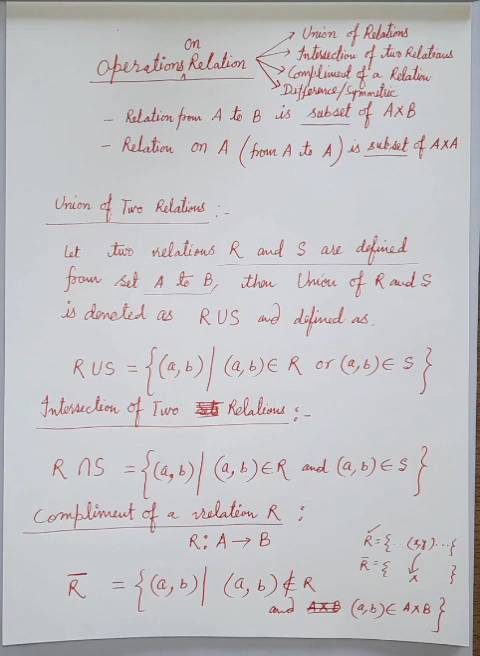 Operations on Relation
Union of Relations
Intersection of two Relations
Compliment of a Relation
Difference/Symmetric
- Relation from A to B is subset of A×B
- Relation on A (from A to A) is subset of A×A
Union of Two Relations :-
Let two relations R and S are defined
from set A to B, then Union of R and S
is denoted as R∪S and defined as.
R∪S = {(a,b)| (a,b)∈ R or (a,b)∈ S}
Intersection of Two Relations :-
R∩S = {(a,b)| (a,b)∈R and (a,b)∈ S}
Compliment of a relation R :
R: A → B
R = { (x,y) ... {
R̅ = { x }
R̅ = {(a,b)| (a,b)∉ R
and A×B (a,b)∈ A×B}